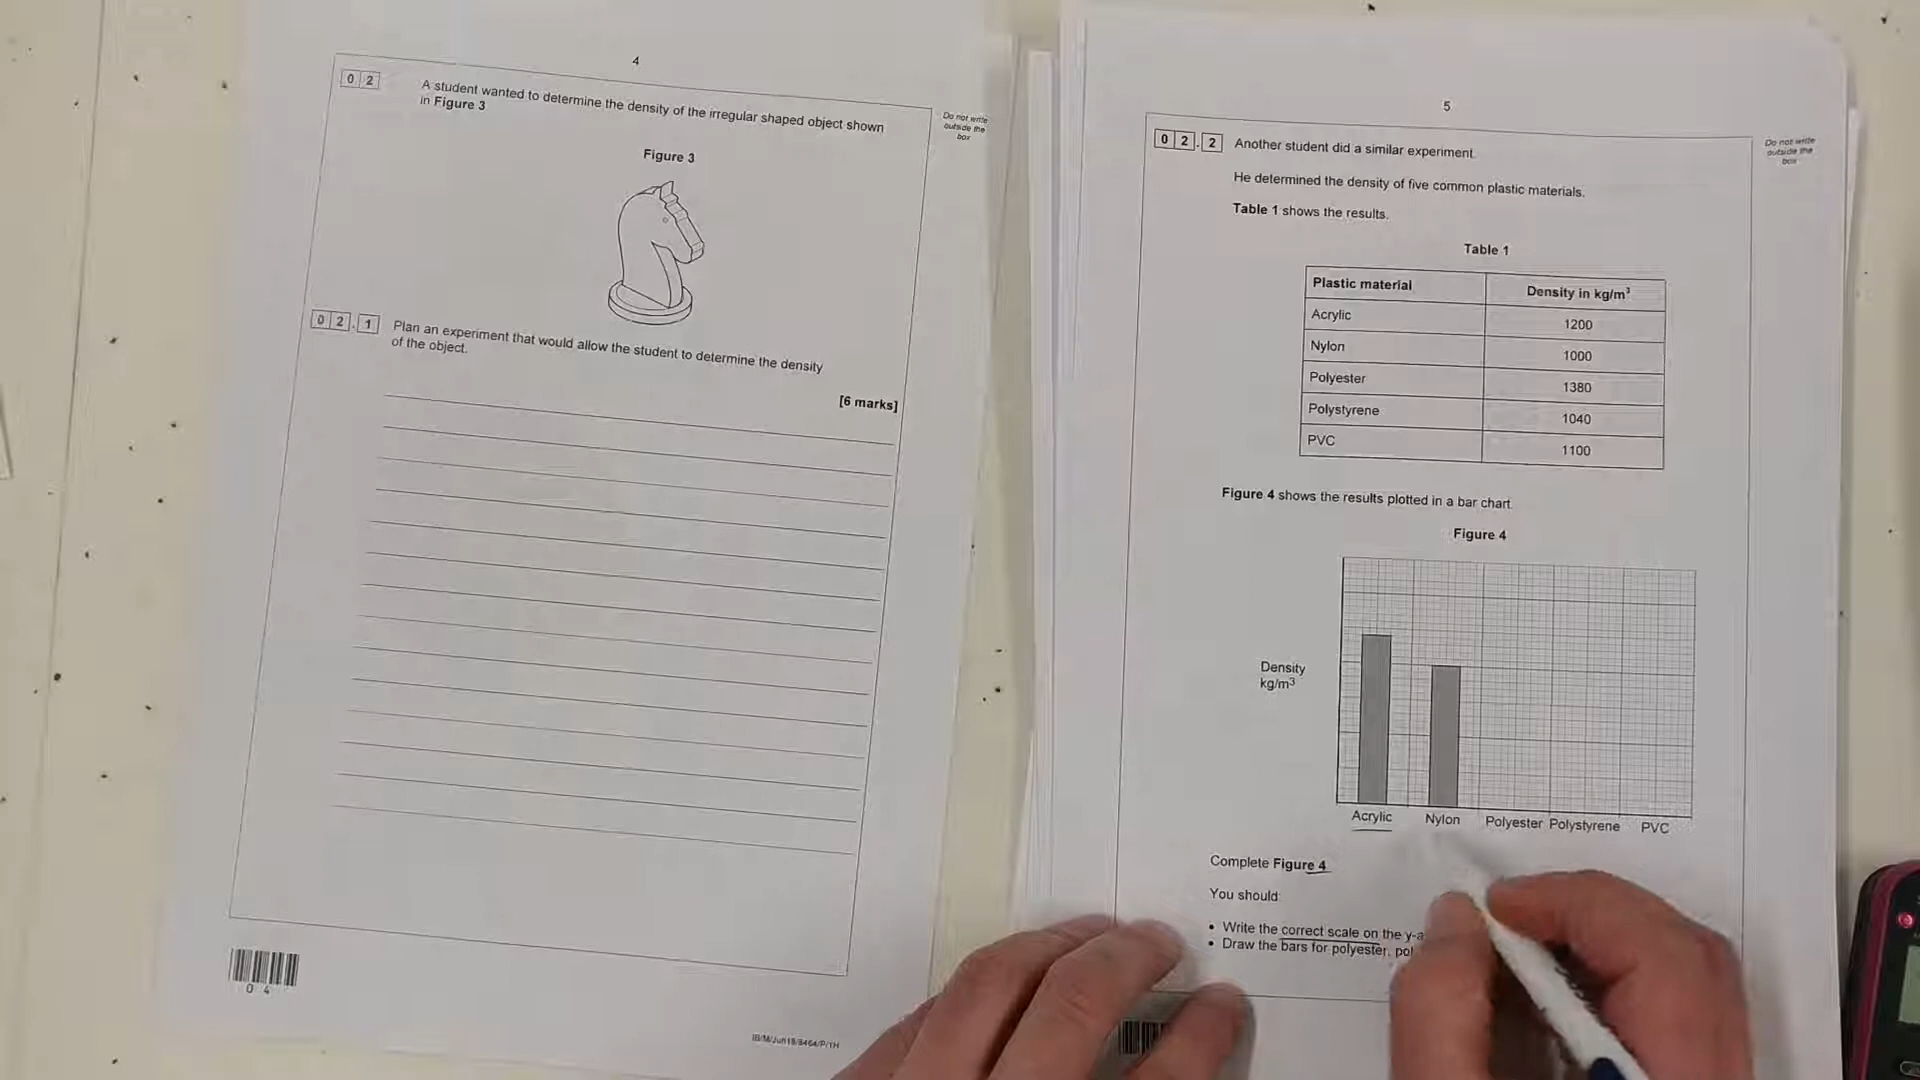 4
0 2
A student wanted to determine the density of the irregular shaped object shown
in Figure 3
Do not write
outside the
box
Figure 3
0 2 . 1
Plan an experiment that would allow the student to determine the density
of the object.
[6 marks]
0 4
IB/M/Jun18/8464/P/1H
5
0 2 . 2
Another student did a similar experiment.
Do not write
outside the
box
He determined the density of five common plastic materials.
Table 1 shows the results.
Table 1
Plastic material Density in kg/m³
Acrylic 1200
Nylon 1000
Polyester 1380
Polystyrene 1040
PVC 1100
Figure 4 shows the results plotted in a bar chart.
Figure 4
Density
kg/m³
Acrylic Nylon Polyester Polystyrene PVC
Complete Figure 4
You should:
• Write the correct scale on the y-a
• Draw the bars for polyester, pol